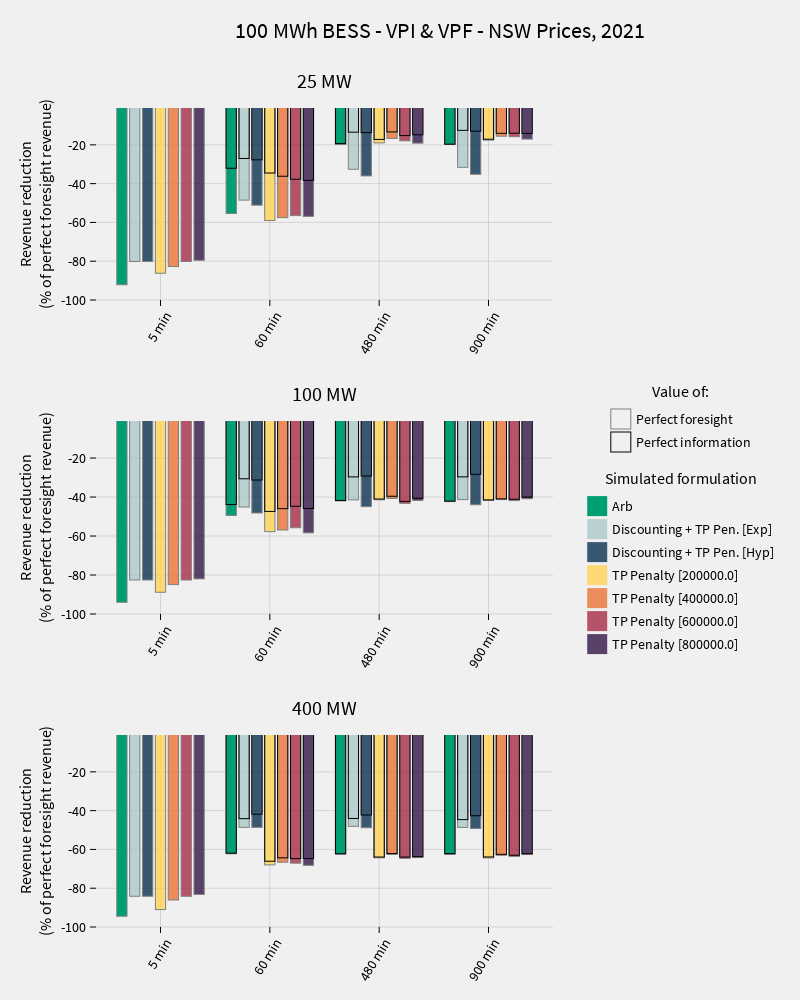 100 MWh BESS - VPI & VPF - NSW Prices, 2021
25 MW
Revenue reduction
(% of perfect foresight revenue)
-20
-40
-60
-80
-100
5 min
60 min
480 min
900 min
100 MW
Revenue reduction
(% of perfect foresight revenue)
-20
-40
-60
-80
-100
5 min
60 min
480 min
900 min
Value of:
Perfect foresight
Perfect information
Simulated formulation
Arb
Discounting + TP Pen. [Exp]
Discounting + TP Pen. [Hyp]
TP Penalty [200000.0]
TP Penalty [400000.0]
TP Penalty [600000.0]
TP Penalty [800000.0]
400 MW
Revenue reduction
(% of perfect foresight revenue)
-20
-40
-60
-80
-100
5 min
60 min
480 min
900 min